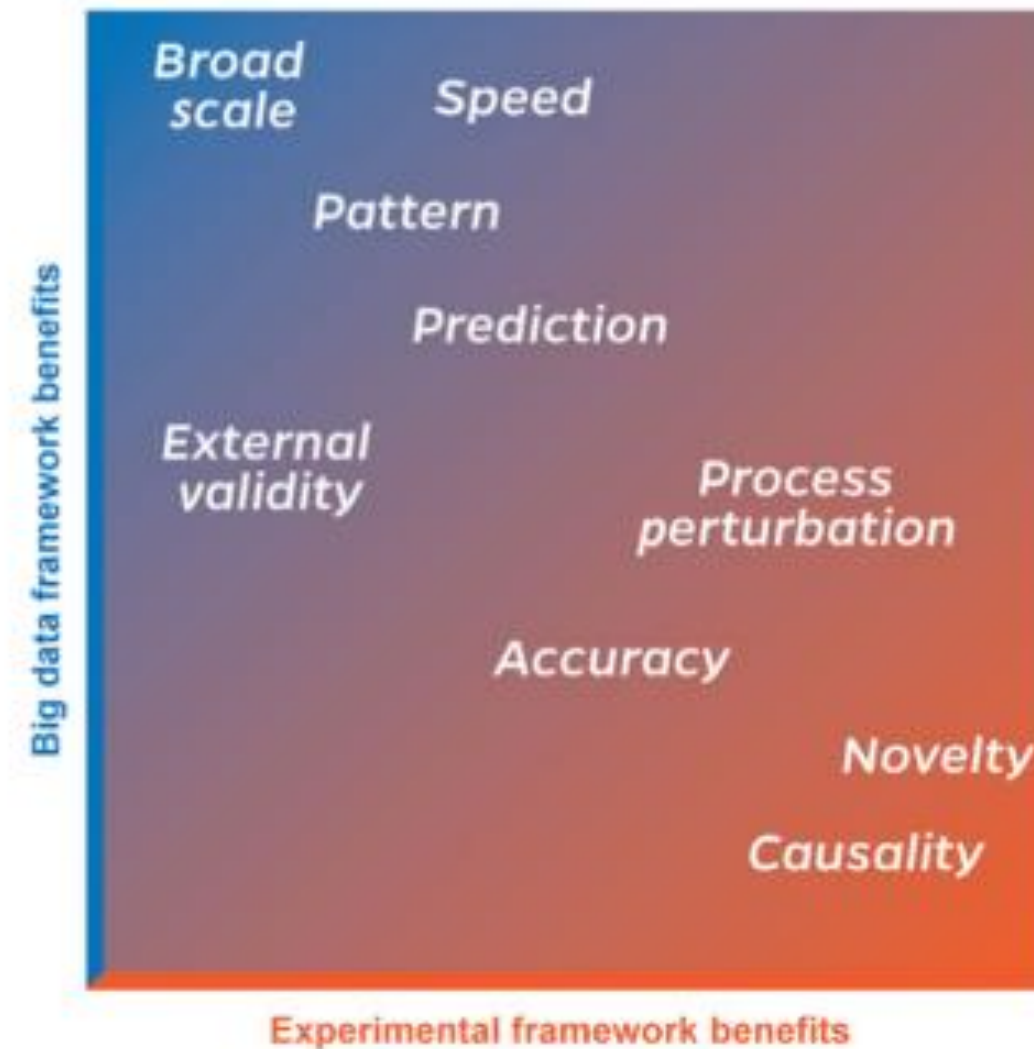 Broad
scale
Speed
Pattern
Prediction
External
validity
Process
perturbation
Accuracy
Novelty
Causality
Big data framework benefits
Experimental framework benefits